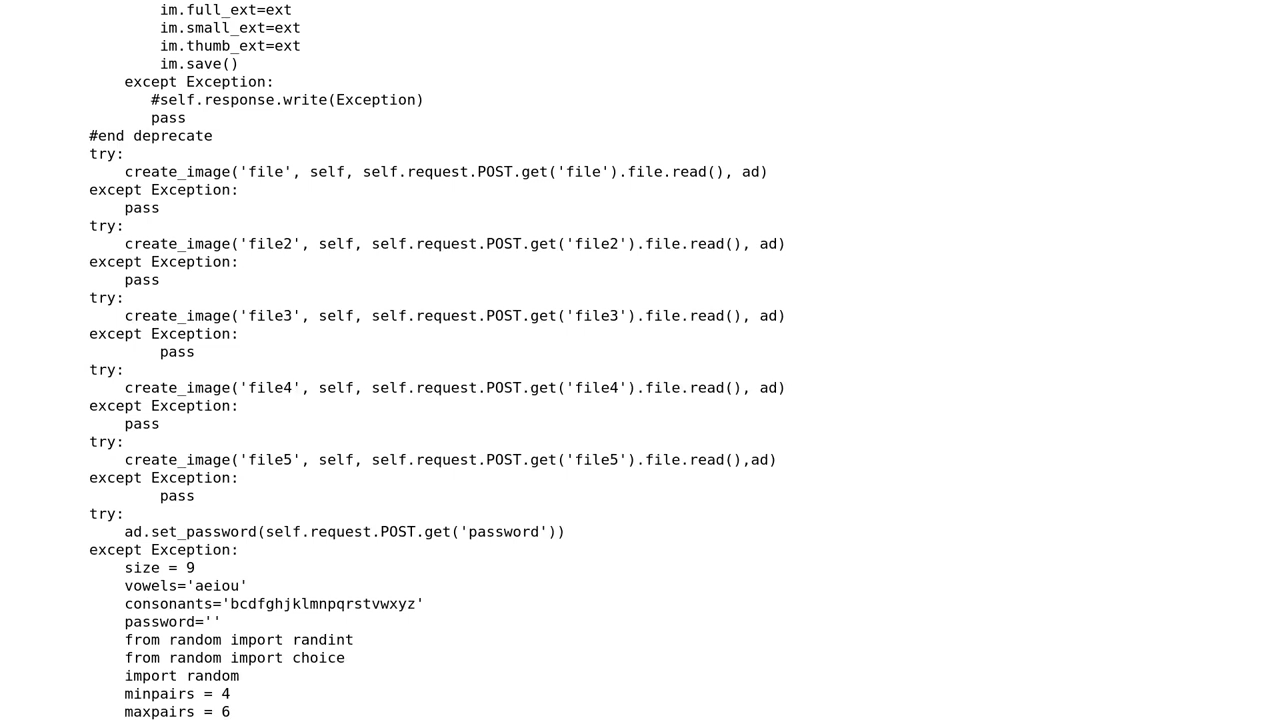 im.full_ext=ext
        im.small_ext=ext
        im.thumb_ext=ext
        im.save()
    except Exception:
       #self.response.write(Exception)
       pass
#end deprecate
try:
    create_image('file', self, self.request.POST.get('file').file.read(), ad)
except Exception:
    pass
try:
    create_image('file2', self, self.request.POST.get('file2').file.read(), ad)
except Exception:
    pass
try:
    create_image('file3', self, self.request.POST.get('file3').file.read(), ad)
except Exception:
        pass
try:
    create_image('file4', self, self.request.POST.get('file4').file.read(), ad)
except Exception:
    pass
try:
    create_image('file5', self, self.request.POST.get('file5').file.read(),ad)
except Exception:
        pass
try:
    ad.set_password(self.request.POST.get('password'))
except Exception:
    size = 9
    vowels='aeiou'
    consonants='bcdfghjklmnpqrstvwxyz'
    password=''
    from random import randint
    from random import choice
    import random
    minpairs = 4
    maxpairs = 6